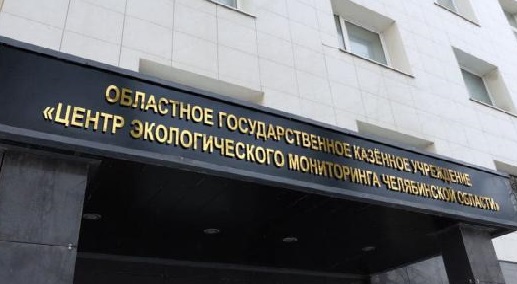 ОБЛАСТНОЕ ГОСУДАРСТВЕННОЕ КАЗЁННОЕ УЧРЕЖДЕНИЕ
«ЦЕНТР ЭКОЛОГИЧЕСКОГО МОНИТОРИНГА ЧЕЛЯБИНСКОЙ ОБЛАСТИ»